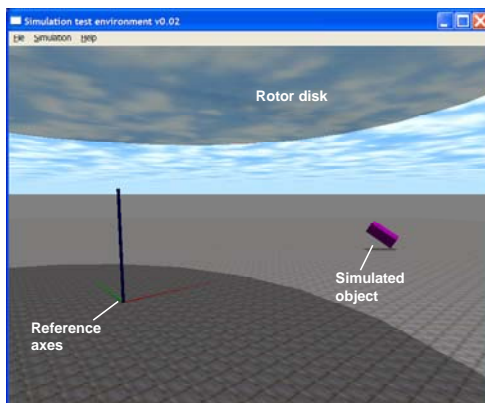 Simulation test environment v0.02
File Simulation Help
Rotor disk
Simulated
object
Reference
axes